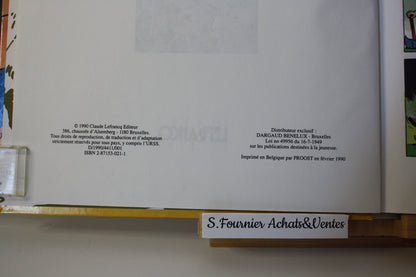 © 1990 Claude Lefrancq Editeur
386, chaussée d'Alsemberg - 1180 Bruxelles.
Tous droits de reproduction, de traduction et d'adaptation
strictement réservés pour tous pays, y compris l'URSS.
D/1990/4411/001
ISBN 2-87153-021-1
Distributeur exclusif :
DARGAUD BENELUX - Bruxelles
Loi no 49956 du 16-7-1949
sur les publications destinées à la jeunesse.
Imprimé en Belgique par PROOST en février 1990
S.Fournier Achats&Ventes